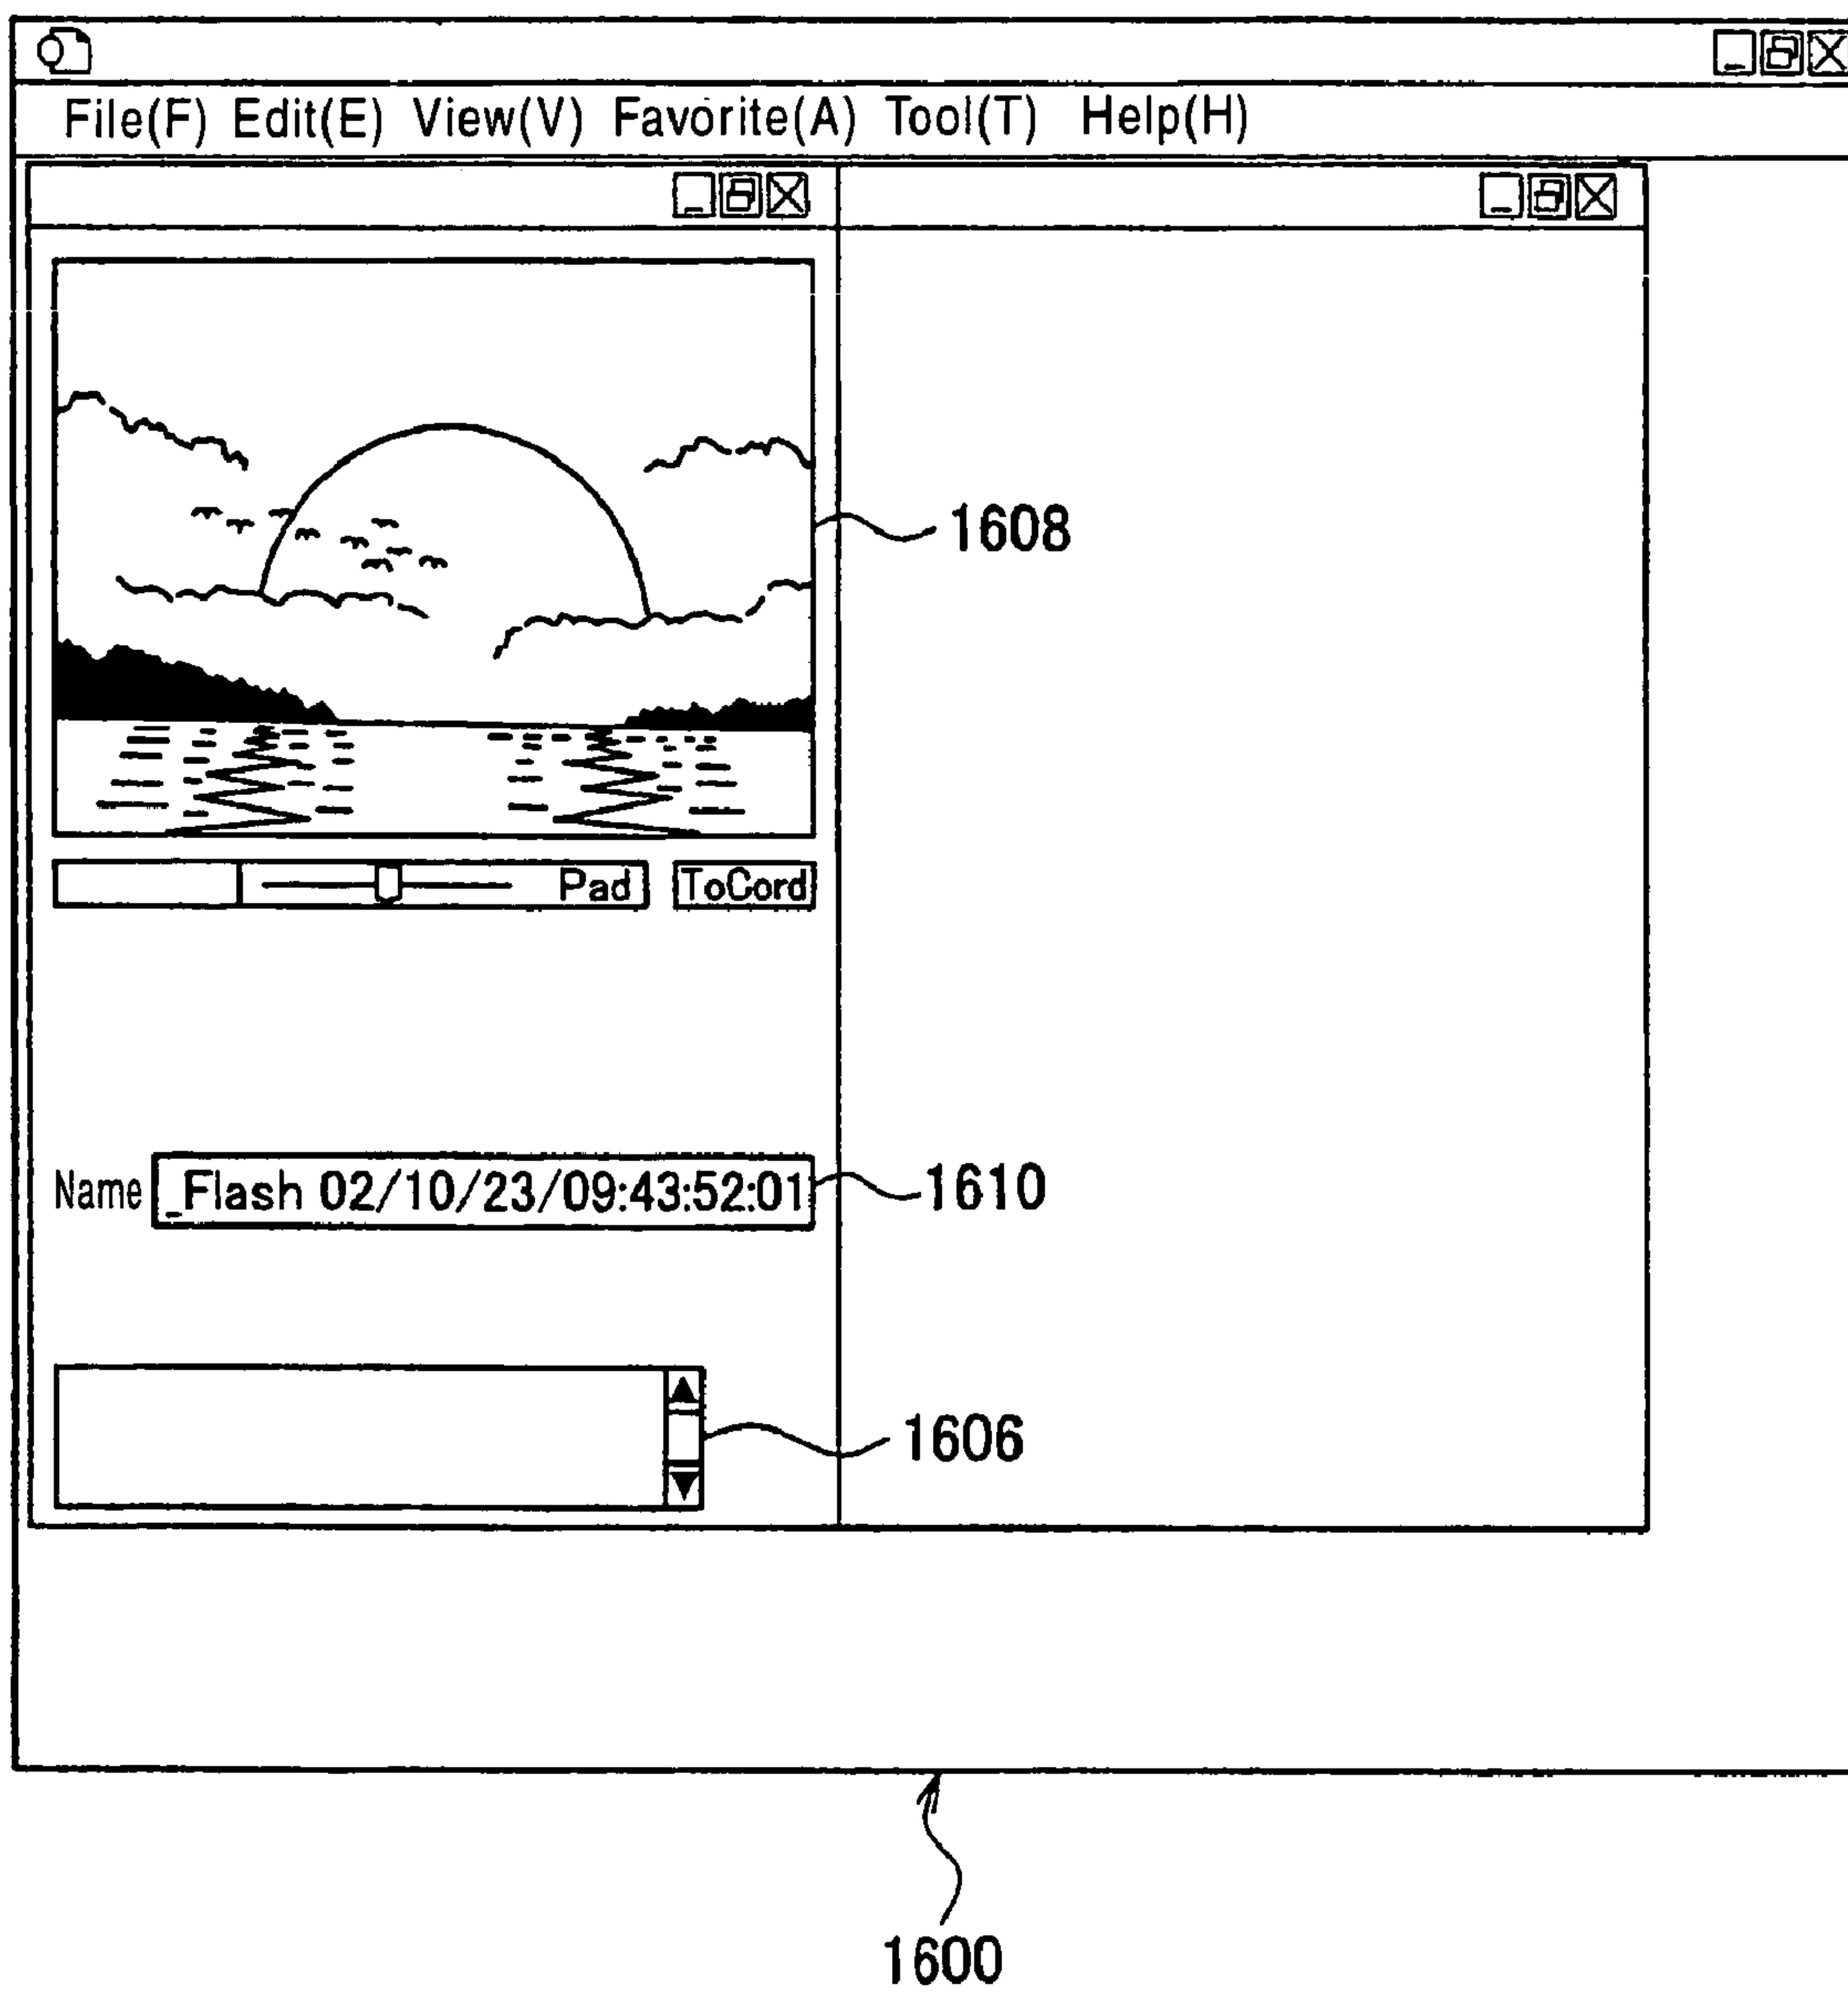 File(F) Edit(E) View(V) Favorite(A) Tool(T) Help(H)
1608
Pad ToCord
Name _Flash 02/10/23/09:43:52:01 1610
1606
1600